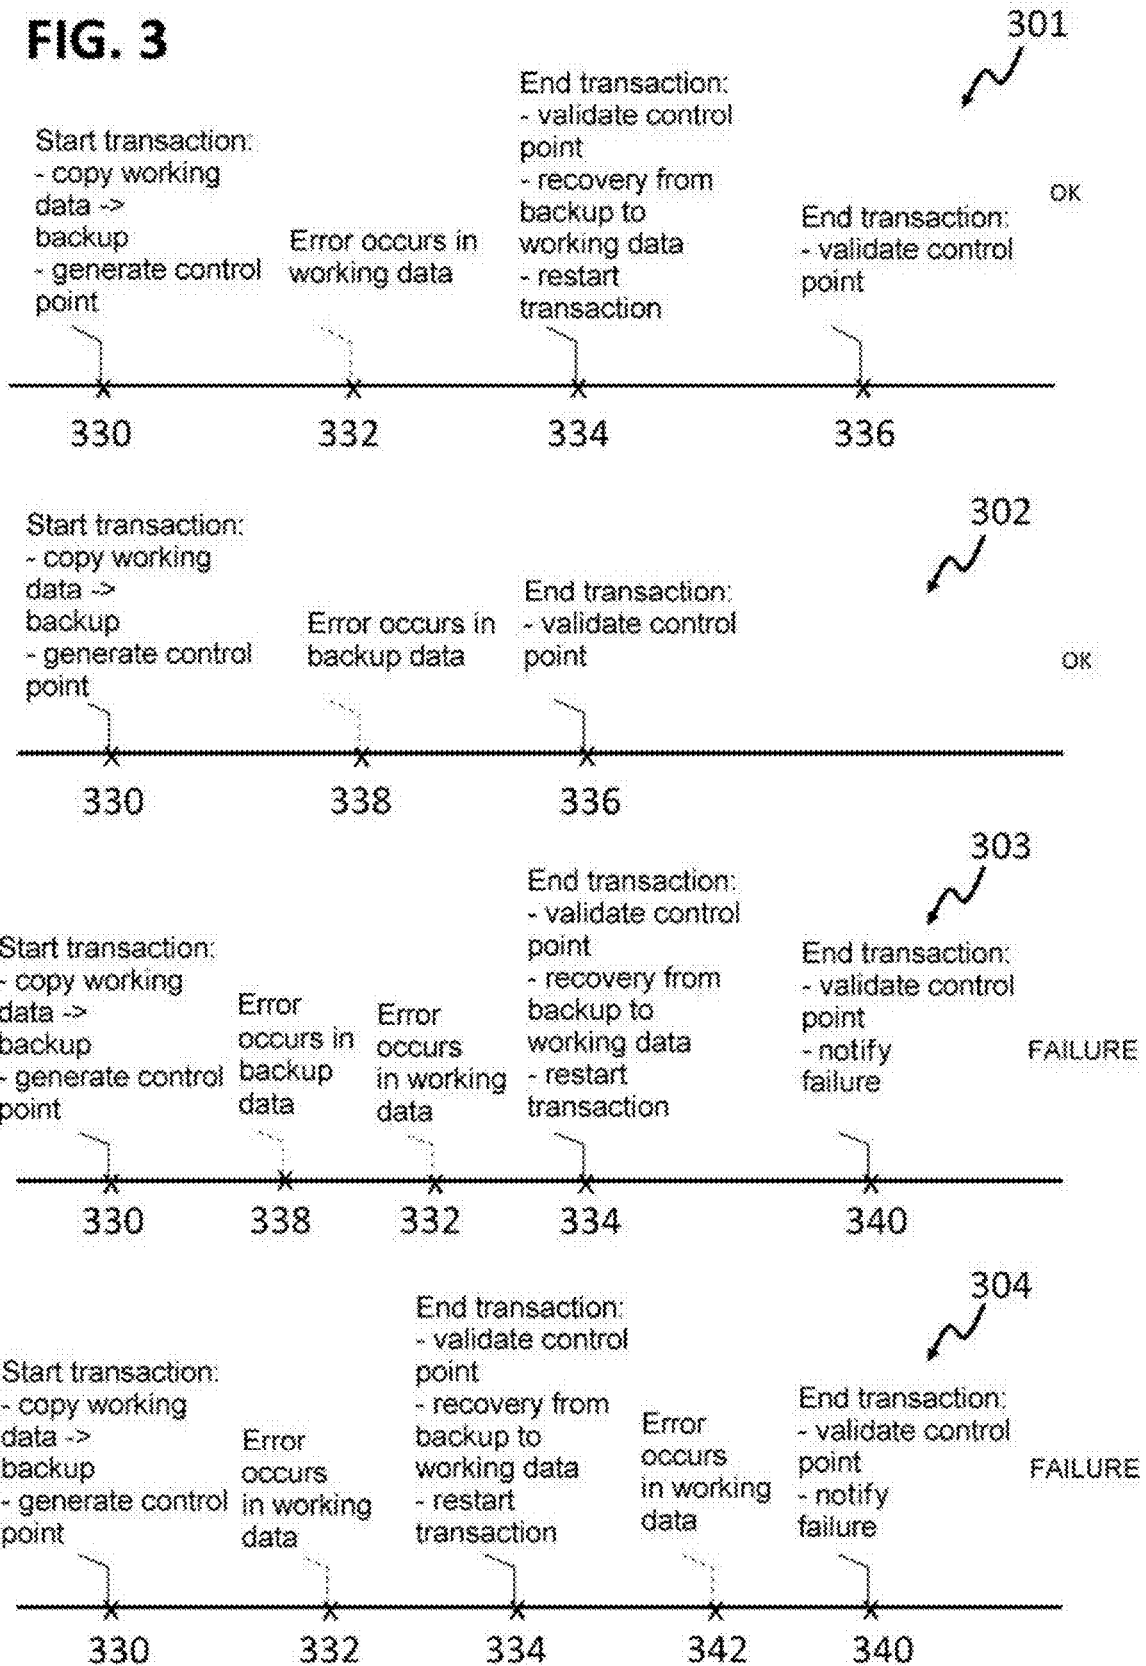 FIG. 3
301
Start transaction:
- copy working
data ->
backup
- generate control
point
Error occurs in
working data
End transaction:
- validate control
point
- recovery from
backup to
working data
- restart
transaction
End transaction:
- validate control
point
OK
330
332
334
336
302
Start transaction:
- copy working
data ->
backup
- generate control
point
Error occurs in
backup data
End transaction:
- validate control
point
OK
330
338
336
303
Start transaction:
- copy working
data ->
backup
- generate control
point
Error
occurs in
backup
data
Error
occurs
in working
data
End transaction:
- validate control
point
- recovery from
backup to
working data
- restart
transaction
End transaction:
- validate control
point
- notify
failure
FAILURE
330
338
332
334
340
304
Start transaction:
- copy working
data ->
backup
- generate control
point
Error
occurs
in working
data
End transaction:
- validate control
point
- recovery from
backup to
working data
- restart
transaction
Error
occurs
in working
data
End transaction:
- validate control
point
- notify
failure
FAILURE
330
332
334
342
340